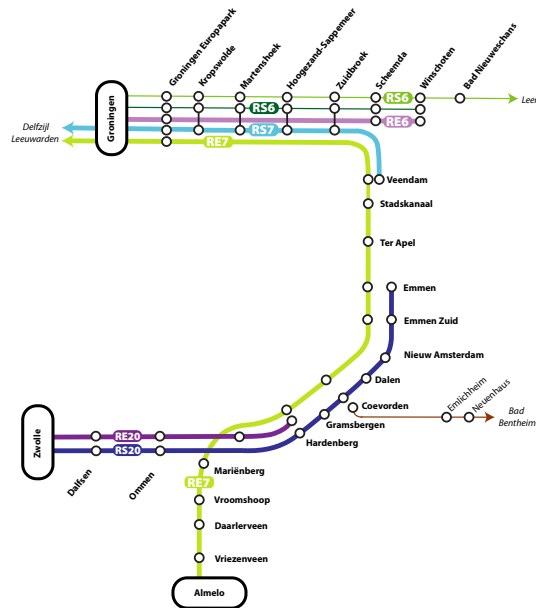 Groningen Europapark
Kropswolde
Martenshoek
Hoogezand-Sappemeer
Zuidbroek
Scheemda
Winschoten
Bad Nieuweschans
Groningen
RS6
Leer
RS6
RE6
Delfzijl
RS7
Leeuwarden
RE7
Veendam
Stadskanaal
Ter Apel
Emmen
Emmen Zuid
Nieuw Amsterdam
Dalen
Coevorden
Emlichheim
Neuenhaus
Bad
Bentheim
Gramsbergen
Hardenberg
Zwolle
RE20
RS20
Dalfsen
Ommen
Mariënberg
RE7
Vroomshoop
Daarlerveen
Vriezenveen
Almelo